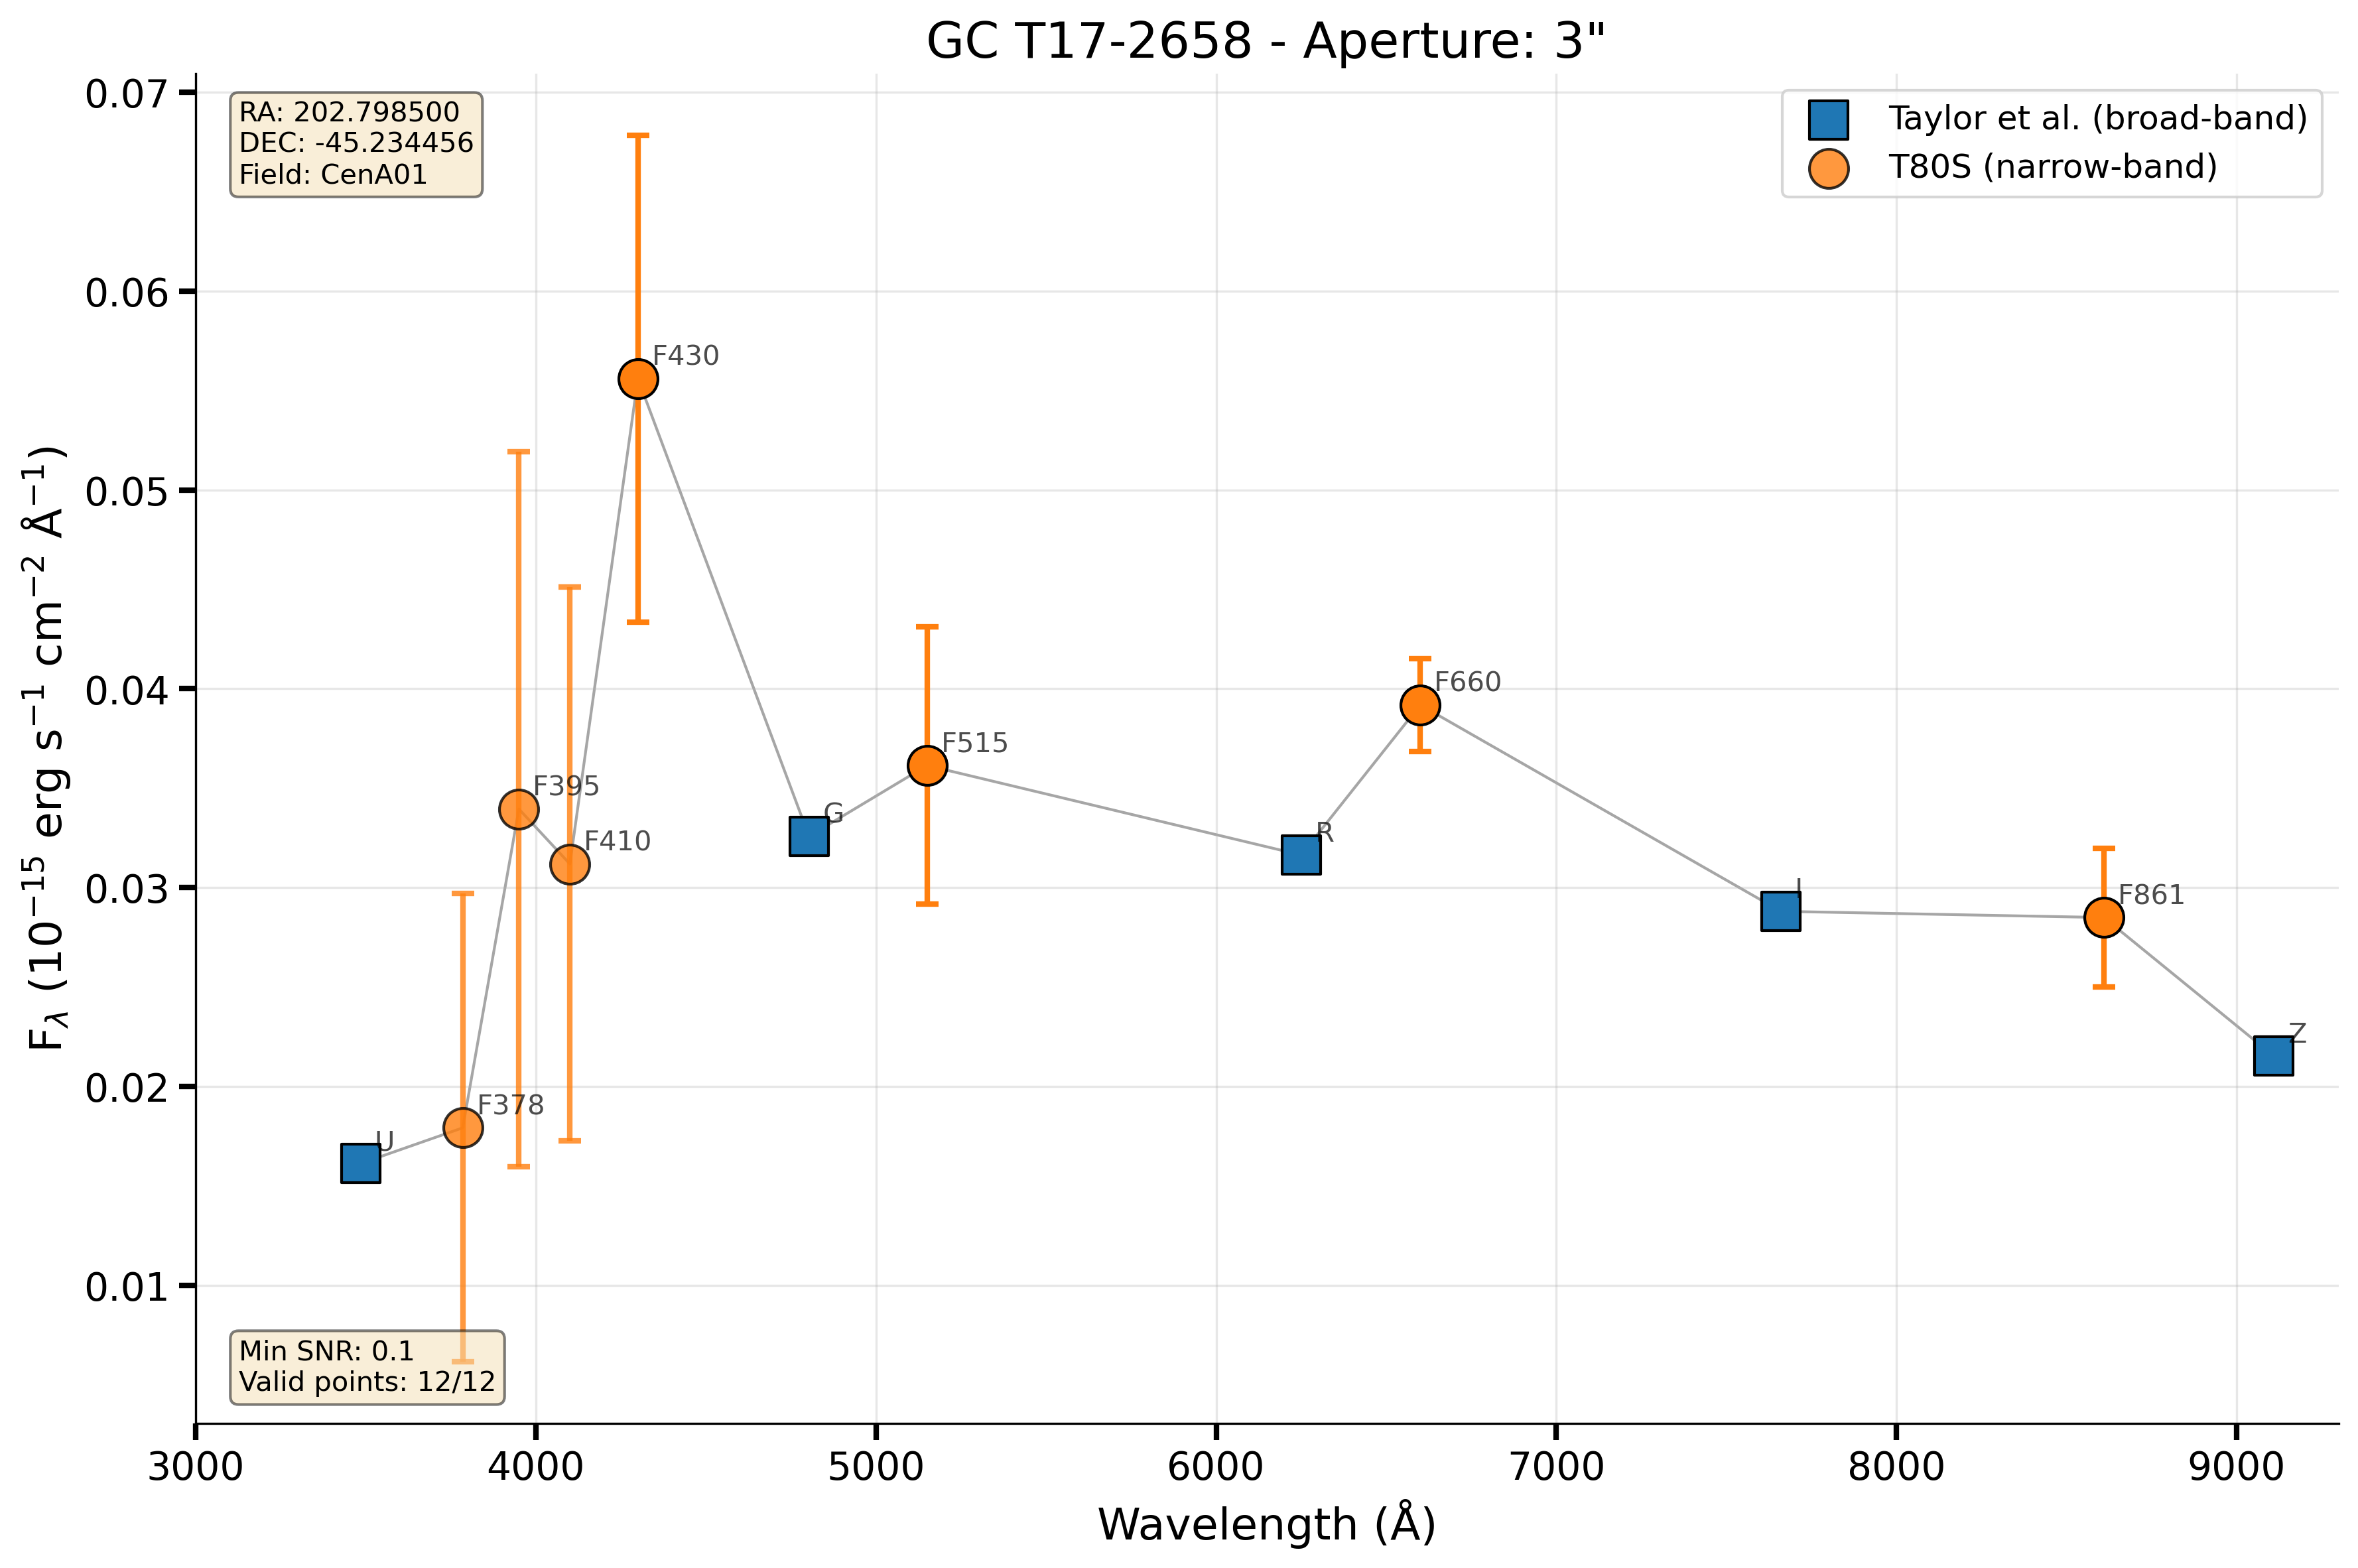 GC T17-2658 - Aperture: 3"
RA: 202.798500
DEC: -45.234456
Field: CenA01
Taylor et al. (broad-band)
T80S (narrow-band)
F$_{λ}$ (10$^{−15}$ erg s$^{−1}$ cm$^{−2}$ Å$^{−1}$)
0.07
0.06
0.05
0.04
0.03
0.02
0.01
U
F378
F395
F410
F430
G
F515
R
F660
I
F861
Z
Min SNR: 0.1
Valid points: 12/12
3000 4000 5000 6000 7000 8000 9000
Wavelength (Å)